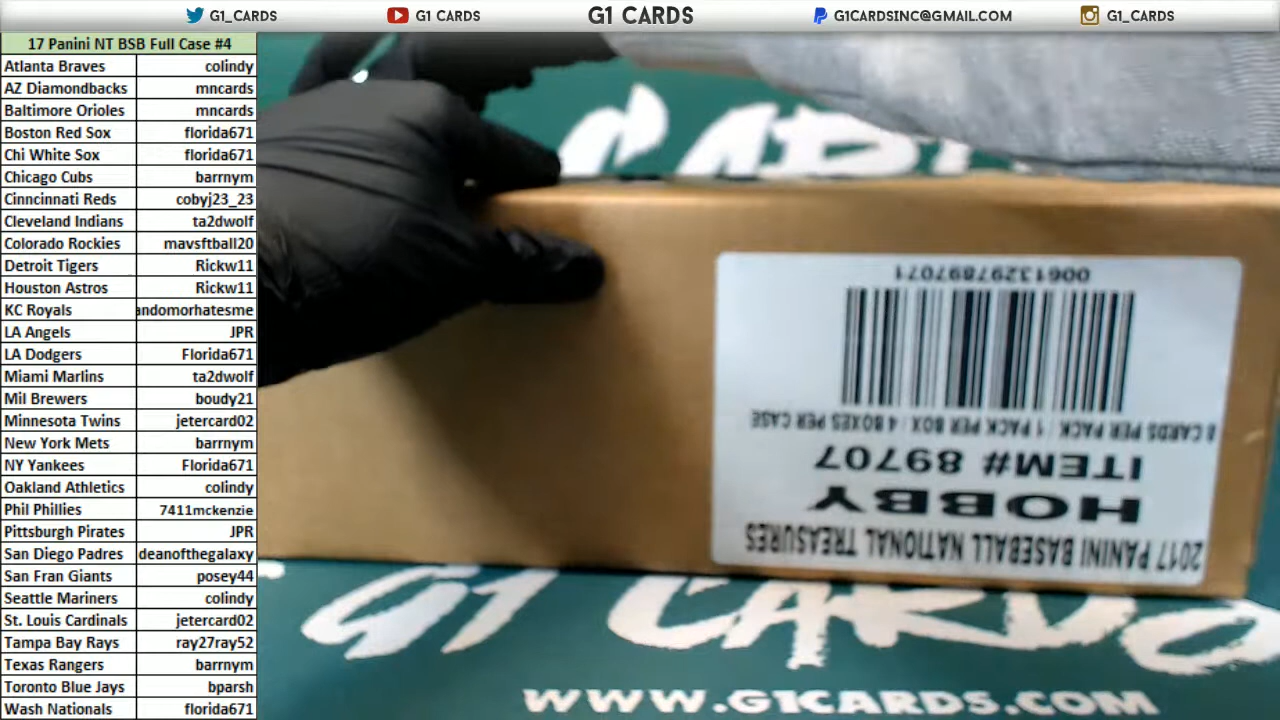 G1_CARDS
G1 CARDS
G1 CARDS
G1CARDSINC@GMAIL.COM
G1_CARDS
17 Panini NT BSB Full Case #4
Atlanta Braves colindy
AZ Diamondbacks mncards
Baltimore Orioles mncards
Boston Red Sox florida671
Chi White Sox florida671
Chicago Cubs barrnym
Cinncinnati Reds cobyj23_23
Cleveland Indians ta2dwolf
Colorado Rockies mavsftball20
Detroit Tigers Rickw11
Houston Astros Rickw11
KC Royals andomorhatesme
LA Angels JPR
LA Dodgers Florida671
Miami Marlins ta2dwolf
Mil Brewers boudy21
Minnesota Twins jetercard02
New York Mets barrnym
NY Yankees Florida671
Oakland Athletics colindy
Phil Phillies 7411mckenzie
Pittsburgh Pirates JPR
San Diego Padres deanofthegalaxy
San Fran Giants posey44
Seattle Mariners colindy
St. Louis Cardinals jetercard02
Tampa Bay Rays ray27ray52
Texas Rangers barrnym
Toronto Blue Jays bparsh
Wash Nationals florida671
2017 PANINI BASEBALL NATIONAL TREASURES
HOBBY
ITEM# 89707
8 CARDS PER PACK | 1 PACK PER BOX | 4 BOXES PER CASE
00613297897071
G1 CARDS
WWW.G1CARDS.COM